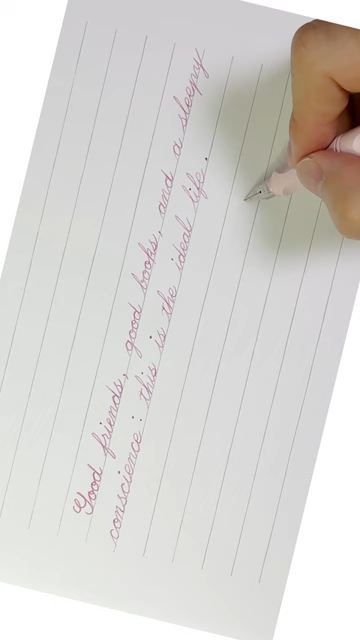 Good friends, good books, and a sleepy
conscience: this is the ideal life.